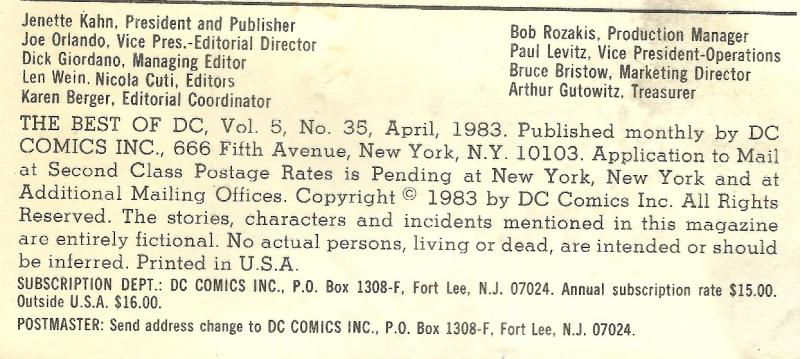 Jenette Kahn, President and Publisher
Joe Orlando, Vice Pres.-Editorial Director
Dick Giordano, Managing Editor
Len Wein. Nicola Cuti, Editors
Karen Berger, Editorial Coordinator
Bob Rozakis, Production Manager
Paul Levitz, Vice President-Operations
Bruce Bristow, Marketing Director
Arthur Gutowitz, Treasurer
THE BEST OF DC, Vol. 5, No. 35, April, 1983. Published monthly by DC
COMICS INC., 666 Fifth Avenue, New York, N.Y. 10103. Application to Mail
at Second Class Postage Rates is Pending at New York, New York and at
Additional Mailing Offices. Copyright © 1983 by DC Comics Inc. All Rights
Reserved. The stories, characters and incidents mentioned in this magazine
are entirely fictional. No actual persons, living or dead, are intended or should
be inferred. Printed in U.S.A.
SUBSCRIPTION DEPT.: DC COMICS INC., P.O. Box 1308-F, Fort Lee, N.J. 07024. Annual subscription rate $15.00.
Outside U.S.A. $16.00.
POSTMASTER: Send address change to DC COMICS INC., P.O. Box 1308-F, Fort Lee, N.J. 07024.